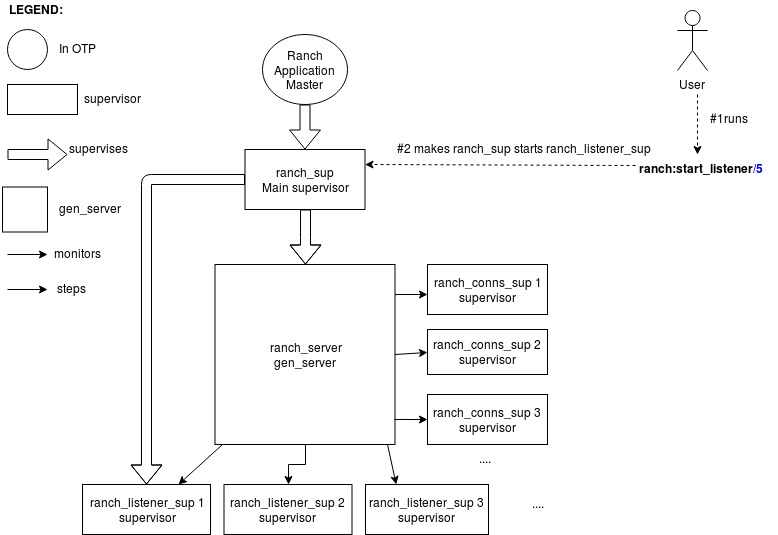 LEGEND:
In OTP
supervisor
supervises
gen_server
monitors
steps
Ranch
Application
Master
User
#1runs
#2 makes ranch_sup starts ranch_listener_sup
ranch:start_listener/5
ranch_sup
Main supervisor
ranch_server
gen_server
ranch_conns_sup 1
supervisor
ranch_conns_sup 2
supervisor
ranch_conns_sup 3
supervisor
....
ranch_listener_sup 1
supervisor
ranch_listener_sup 2
supervisor
ranch_listener_sup 3
supervisor
....